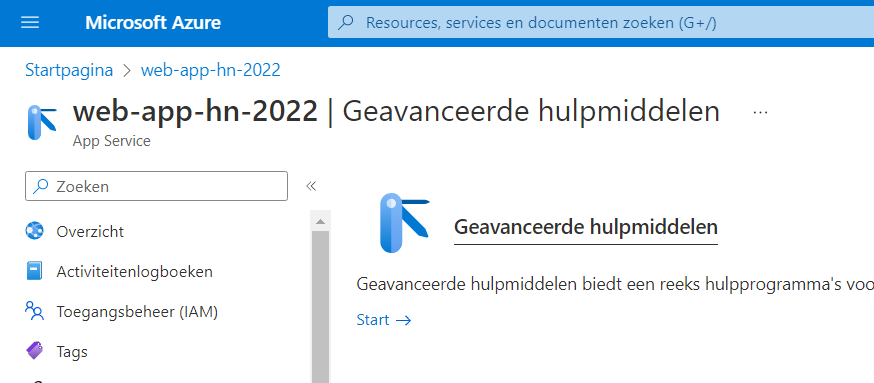 Microsoft Azure
Resources, services en documenten zoeken (G+/)
Startpagina > web-app-hn-2022
web-app-hn-2022 | Geavanceerde hulpmiddelen ...
App Service
Zoeken «
Geavanceerde hulpmiddelen
Overzicht
Activiteitenlogboeken
Toegangsbeheer (IAM)
Tags
Geavanceerde hulpmiddelen biedt een reeks hulpprogramma's voo
Start →